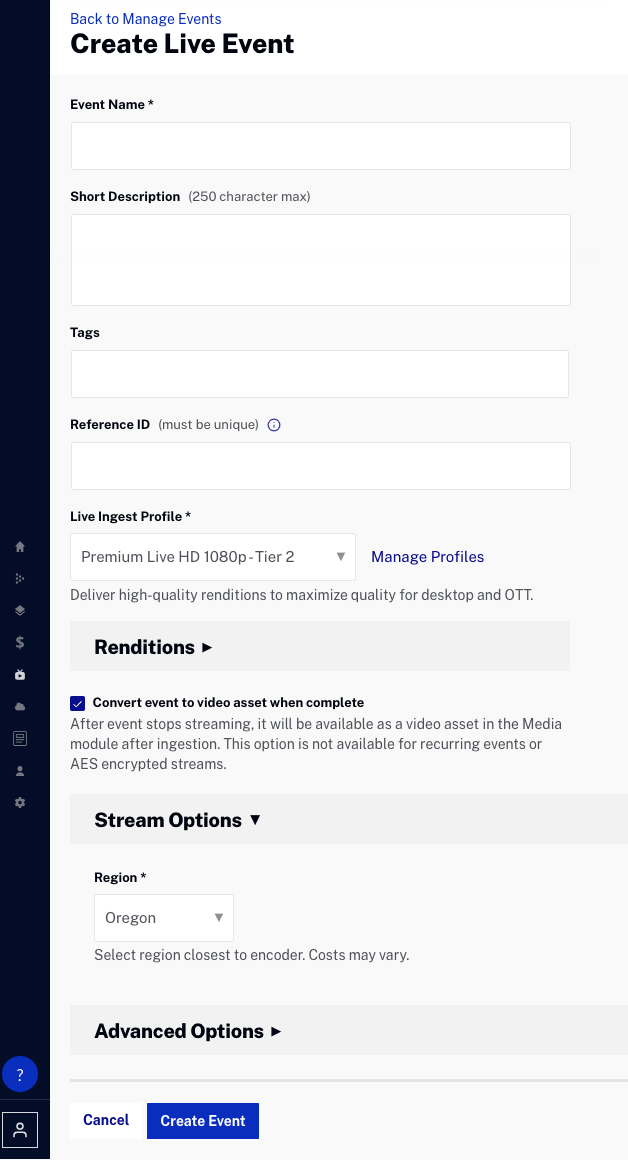 Back to Manage Events
Create Live Event
Event Name *
Short Description (250 character max)
Tags
Reference ID (must be unique)
Live Ingest Profile *
Premium Live HD 1080p - Tier 2 ▼ Manage Profiles
Deliver high-quality renditions to maximize quality for desktop and OTT.
Renditions ►
Convert event to video asset when complete
After event stops streaming, it will be available as a video asset in the Media
module after ingestion. This option is not available for recurring events or
AES encrypted streams.
Stream Options ▼
Region *
Oregon ▼
Select region closest to encoder. Costs may vary.
Advanced Options ►
?
Cancel Create Event